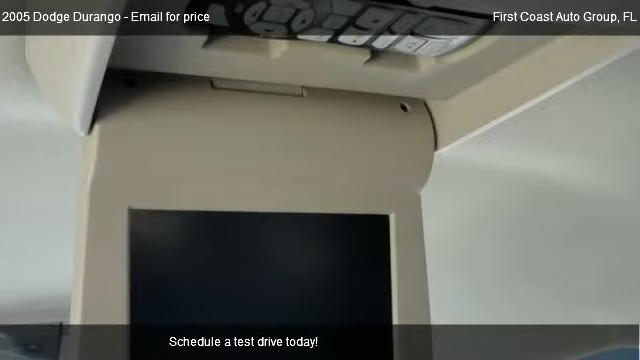 2005 Dodge Durango - Email for price
First Coast Auto Group, FL
Schedule a test drive today!